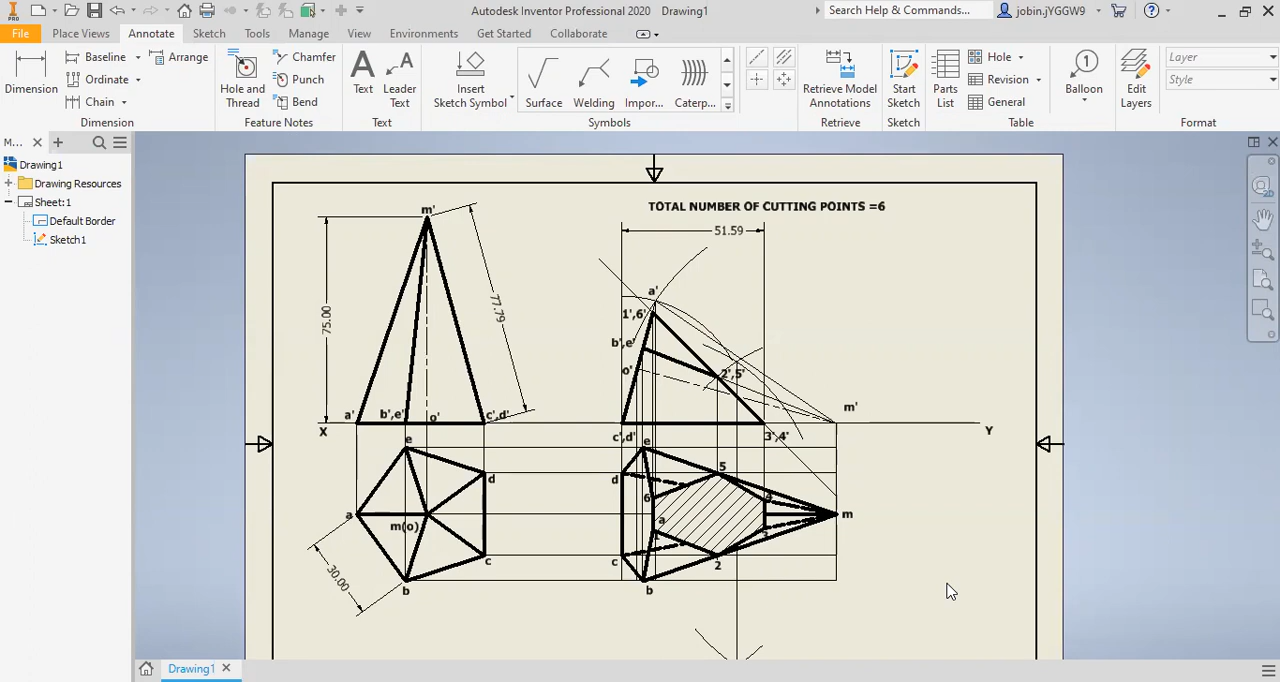 Autodesk Inventor Professional 2020 Drawing1
Search Help & Commands...
jobin.jYGGW9
PRO
File
Place Views
Annotate
Sketch
Tools
Manage
View
Environments
Get Started
Collaborate
Dimension
Baseline
Arrange
Ordinate
Chain
Dimension
Hole and
Thread
Chamfer
Punch
Bend
Feature Notes
Text
Leader
Text
Text
Insert
Sketch Symbol
Surface
Welding
Impor...
Caterp...
Symbols
Retrieve Model
Annotations
Retrieve
Start
Sketch
Sketch
Parts
List
Hole
Revision
General
Table
Balloon
Edit
Layers
Layer
Style
Format
M...
Drawing1
Drawing Resources
Sheet:1
Default Border
Sketch1
TOTAL NUMBER OF CUTTING POINTS =6
m'
51.59
75.00
77.79
a'
1',6'
b',e'
o'
2',5'
m'
a'
b',e'
o'
c',d'
X
c',d'
3',4'
Y
e
e
d
d
5
6
4
a
m(o)
a
m
1
3
c
c
2
b
b
30.00
Drawing1